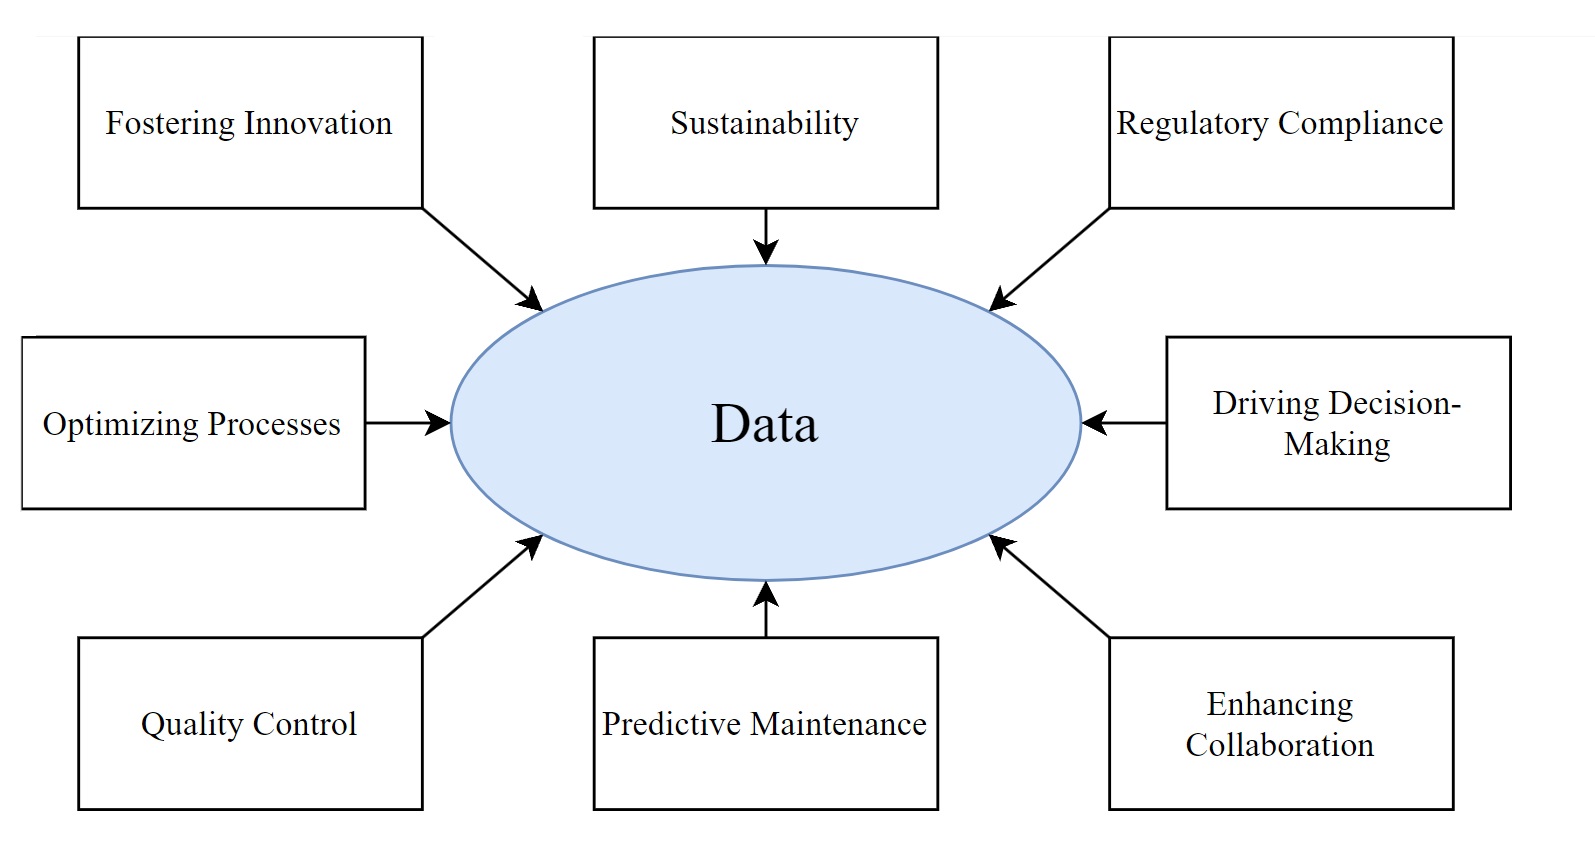 Fostering Innovation
Sustainability
Regulatory Compliance
Optimizing Processes
Data
Driving Decision-
Making
Quality Control
Predictive Maintenance
Enhancing
Collaboration